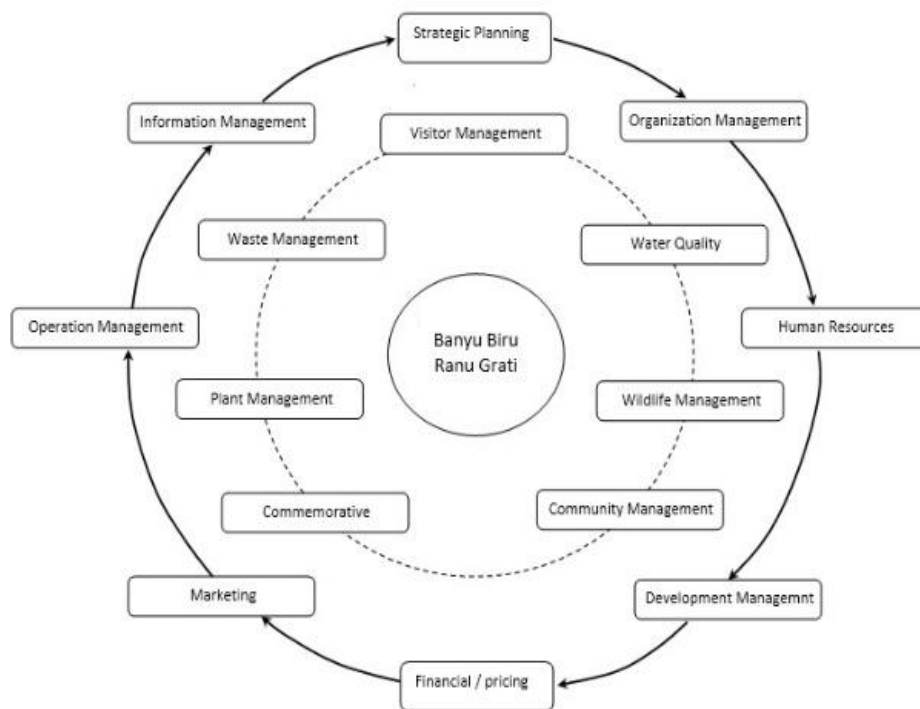 Strategic Planning
Information Management
Organization Management
Visitor Management
Waste Management
Water Quality
Operation Management
Banyu Biru
Ranu Grati
Human Resources
Plant Management
Wildlife Management
Commemorative
Community Management
Marketing
Development Managemnt
Financial / pricing